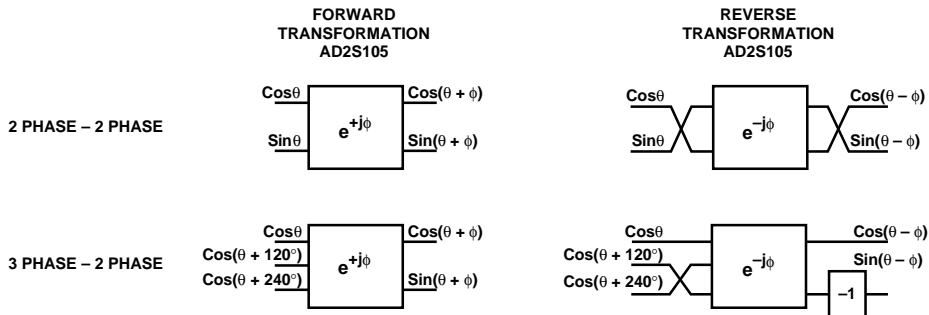 FORWARD
TRANSFORMATION
AD2S105
REVERSE
TRANSFORMATION
AD2S105
2 PHASE – 2 PHASE
Cosθ
Sinθ
e+jϕ
Cos(θ + ϕ)
Sin(θ + ϕ)
Cosθ
Sinθ
e–jϕ
Cos(θ – ϕ)
Sin(θ – ϕ)
3 PHASE – 2 PHASE
Cosθ
Cos(θ + 120°)
Cos(θ + 240°)
e+jϕ
Cos(θ + ϕ)
Sin(θ + ϕ)
Cosθ
Cos(θ + 120°)
Cos(θ + 240°)
e–jϕ
Cos(θ – ϕ)
Sin(θ – ϕ)
–1